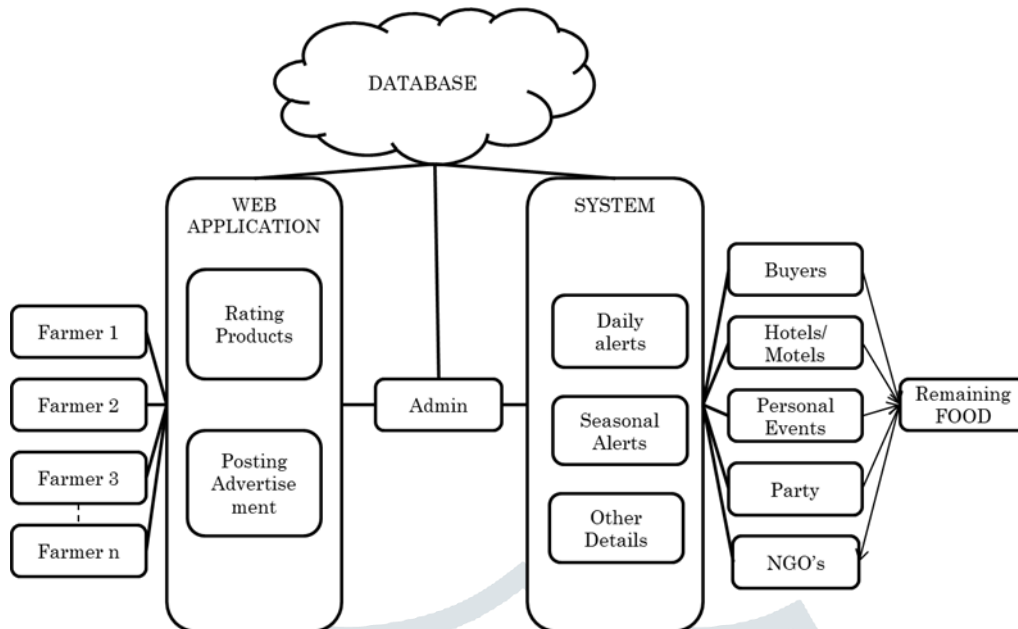 DATABASE
WEB
APPLICATION
Rating
Products
Posting
Advertise
ment
SYSTEM
Daily
alerts
Seasonal
Alerts
Other
Details
Farmer 1
Farmer 2
Farmer 3
Farmer n
Admin
Buyers
Hotels/
Motels
Personal
Events
Party
NGO's
Remaining
FOOD